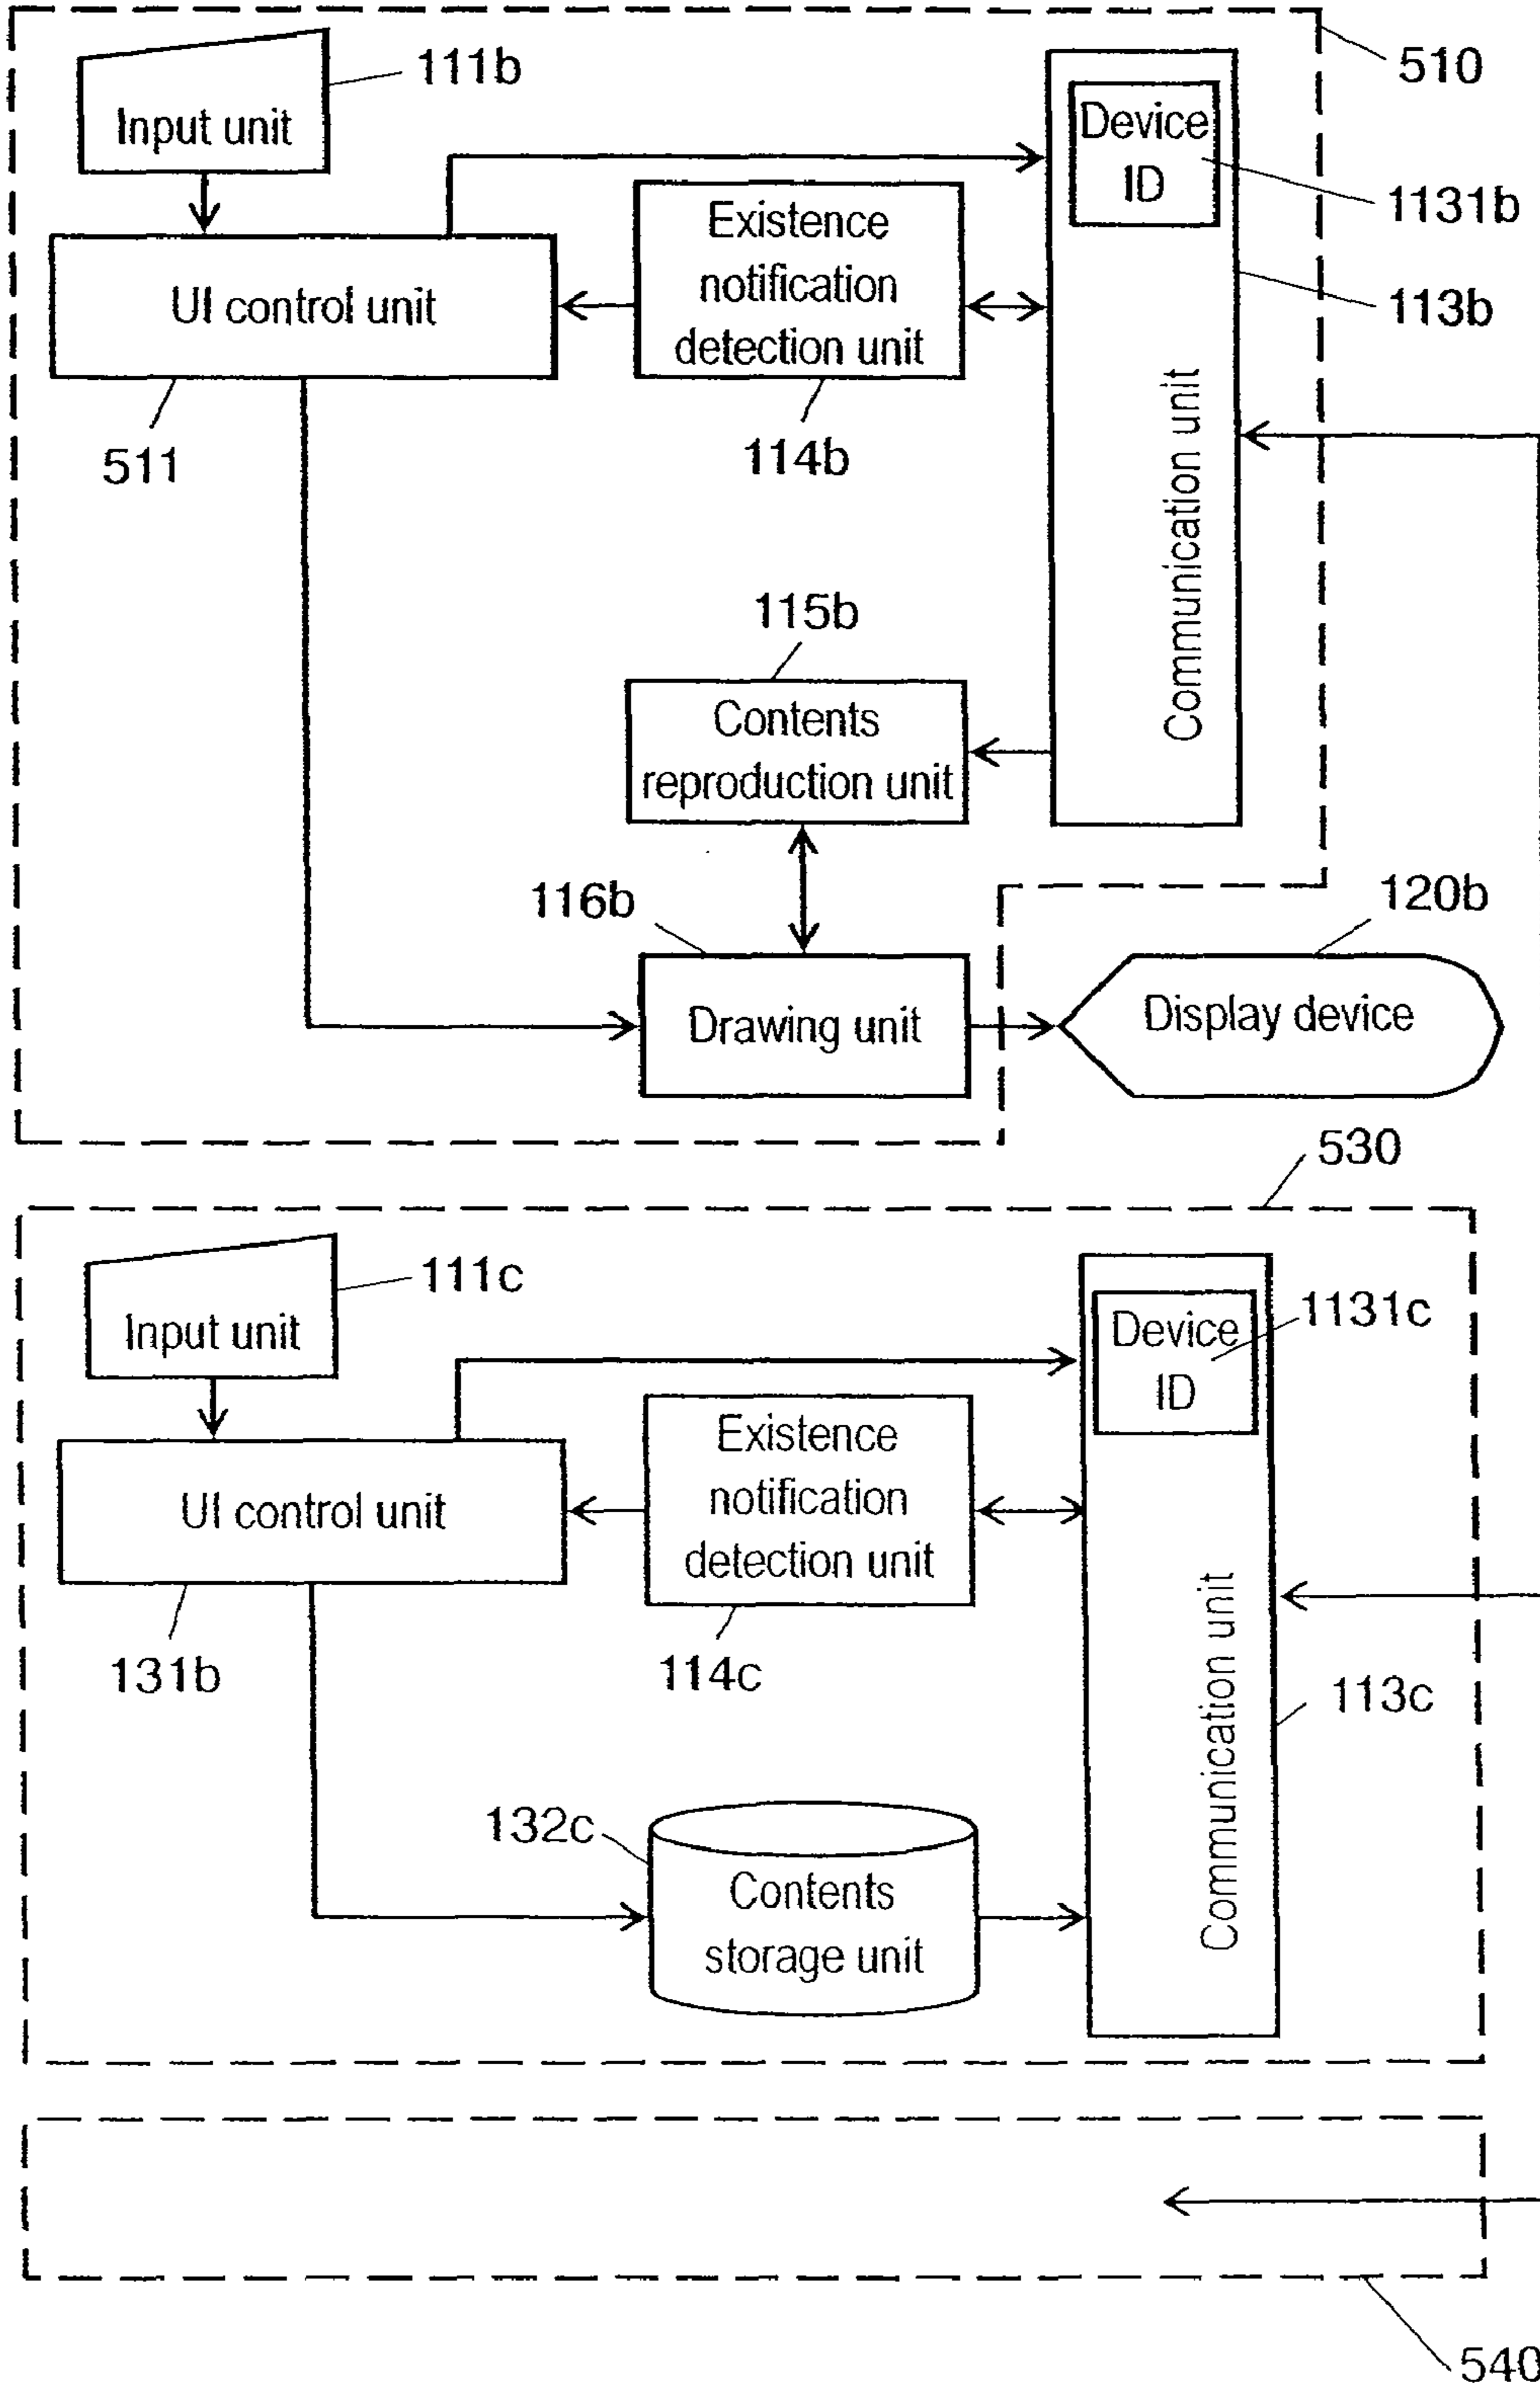 111b
510
Input unit
Device
ID
1131b
Existence
notification
detection unit
UI control unit
113b
511
114b
Communication unit
115b
Contents
reproduction unit
116b
120b
Drawing unit
Display device
530
111c
1131c
Input unit
Device
ID
Existence
notification
detection unit
UI control unit
131b
114c
113c
Communication unit
132c
Contents
storage unit
540